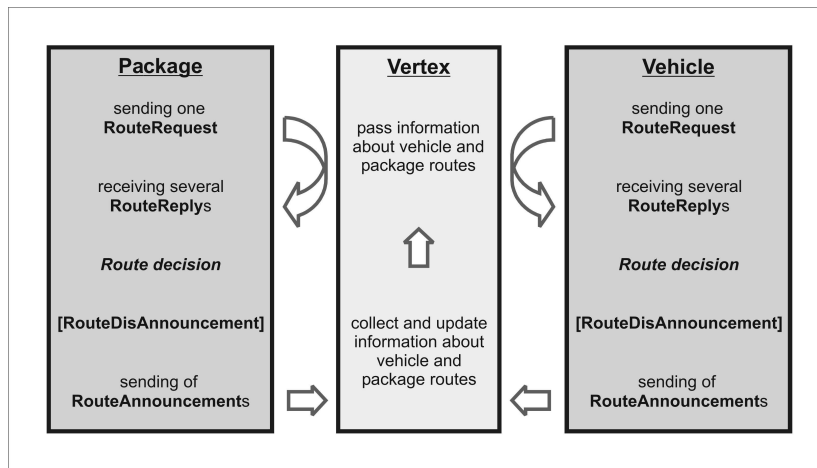 Package
sending one
RouteRequest
receiving several
RouteReplys
Route decision
[RouteDisAnnouncement]
sending of
RouteAnnouncements
Vertex
pass information
about vehicle and
package routes
collect and update
information about
vehicle and
package routes
Vehicle
sending one
RouteRequest
receiving several
RouteReplys
Route decision
[RouteDisAnnouncement]
sending of
RouteAnnouncements